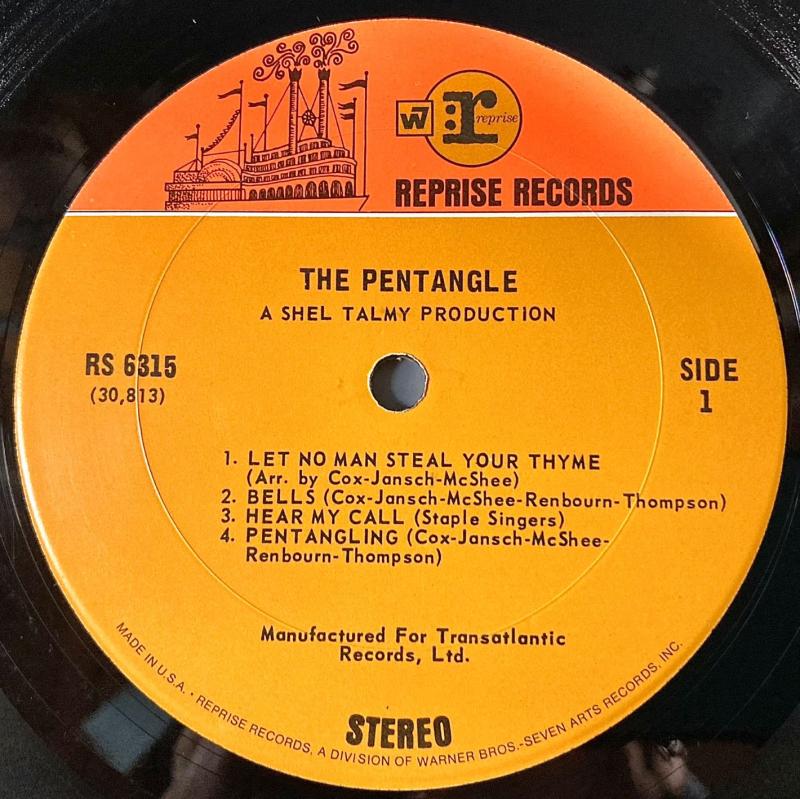 W7
r: reprise
REPRISE RECORDS
THE PENTANGLE
A SHEL TALMY PRODUCTION
RS 6315
(30,813)
SIDE
1
1. LET NO MAN STEAL YOUR THYME
(Arr. by Cox-Jansch-McShee)
2. BELLS (Cox-Jansch-McShee-Renbourn-Thompson)
3. HEAR MY CALL (Staple Singers)
4. PENTANGLING (Cox-Jansch-McShee-
Renbourn-Thompson)
Manufactured For Transatlantic
Records, Ltd.
STEREO
MADE IN U.S.A. • REPRISE RECORDS, A DIVISION OF WARNER BROS.-SEVEN ARTS RECORDS, INC.